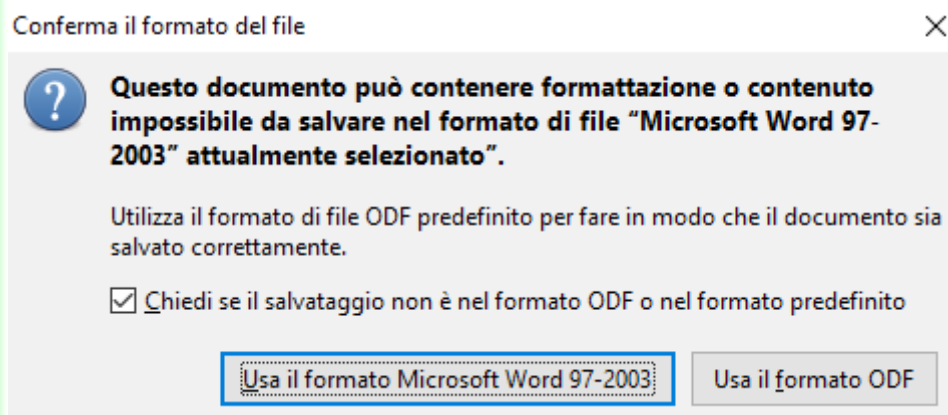 Conferma il formato del file
Questo documento può contenere formattazione o contenuto
impossibile da salvare nel formato di file “Microsoft Word 97-
2003” attualmente selezionato”.
Utilizza il formato di file ODF predefinito per fare in modo che il documento sia
salvato correttamente.
Chiedi se il salvataggio non è nel formato ODF o nel formato predefinito
Usa il formato Microsoft Word 97-2003 Usa il formato ODF